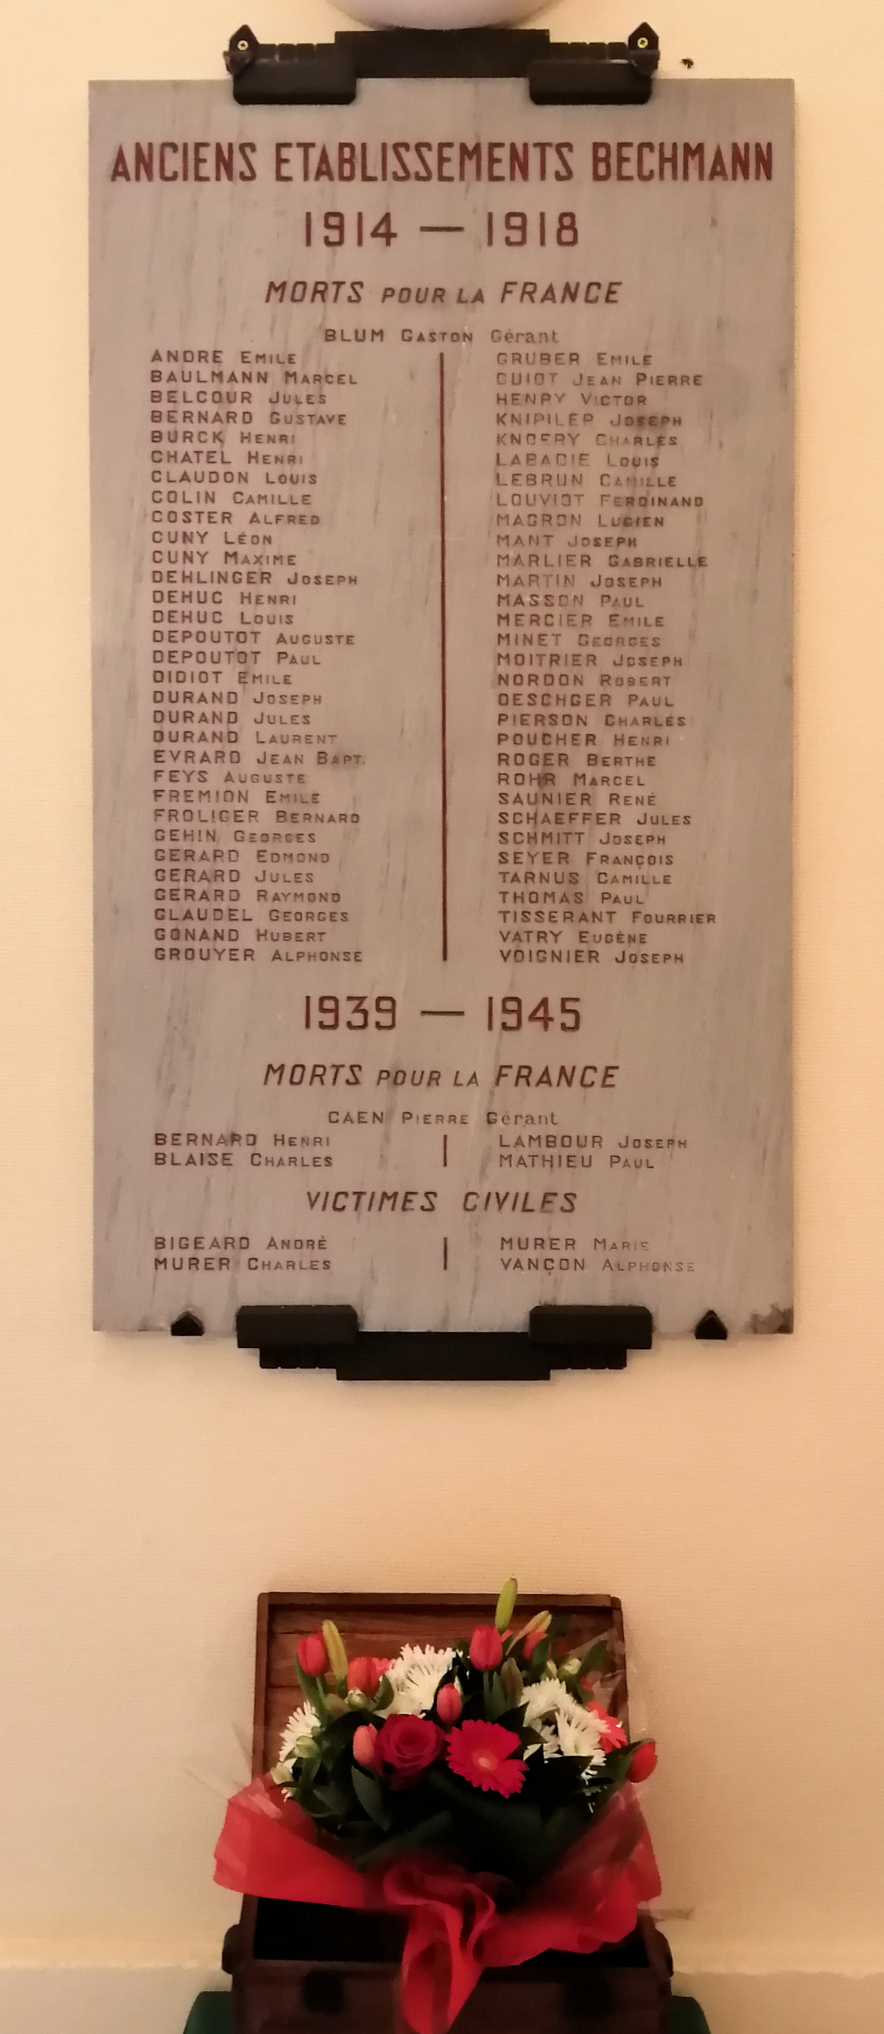 ANCIENS ETABLISSEMENTS BECHMANN
1914 — 1918
MORTS POUR LA FRANCE
BLUM GASTON Gérant
ANDRE EMILE
BAULMANN MARCEL
BELCOUR JULES
BERNARD GUSTAVE
BURCK HENRI
CHATEL HENRI
CLAUDON LOUIS
COLIN CAMILLE
COSTER ALFRED
CUNY LÉON
CUNY MAXIME
DEHLINGER JOSEPH
DEHUC HENRI
DEHUC LOUIS
DEPOUTOT AUGUSTE
DEPOUTOT PAUL
DIDIOT EMILE
DURAND JOSEPH
DURAND JULES
DURAND LAURENT
EVRARD JEAN BAPT.
FEYS AUGUSTE
FREMION EMILE
FROLIGER BERNARD
GEHIN GEORGES
GERARD EDMOND
GERARD JULES
GERARD RAYMOND
GLAUDEL GEORGES
GONAND HUBERT
GROUYER ALPHONSE
GRUBER EMILE
GUIOT JEAN PIERRE
HENRY VICTOR
KNIPILER JOSEPH
KNOERY CHARLES
LABADIE LOUIS
LEBRUN CAMILLE
LOUVIOT FERDINAND
MAGRON LUCIEN
MANT JOSEPH
MARLIER GABRIELLE
MARTIN JOSEPH
MASSON PAUL
MERCIER EMILE
MINET GEORGES
MOITRIER JOSEPH
NORDON ROBERT
OESCHGER PAUL
PIERSON CHARLES
POUCHER HENRI
ROGER BERTHE
ROHR MARCEL
SAUNIER RENÉ
SCHAEFFER JULES
SCHMITT JOSEPH
SEYER FRANÇOIS
TARNUS CAMILLE
THOMAS PAUL
TISSERANT FOURRIER
VATRY EUGÈNE
VOIGNIER JOSEPH
1939 — 1945
MORTS POUR LA FRANCE
CAEN PIERRE Gérant
BERNARD HENRI
BLAISE CHARLES
LAMBOUR JOSEPH
MATHIEU PAUL
VICTIMES CIVILES
BIGEARD ANDRÉ
MURER CHARLES
MURER MARIE
VANÇON ALPHONSE